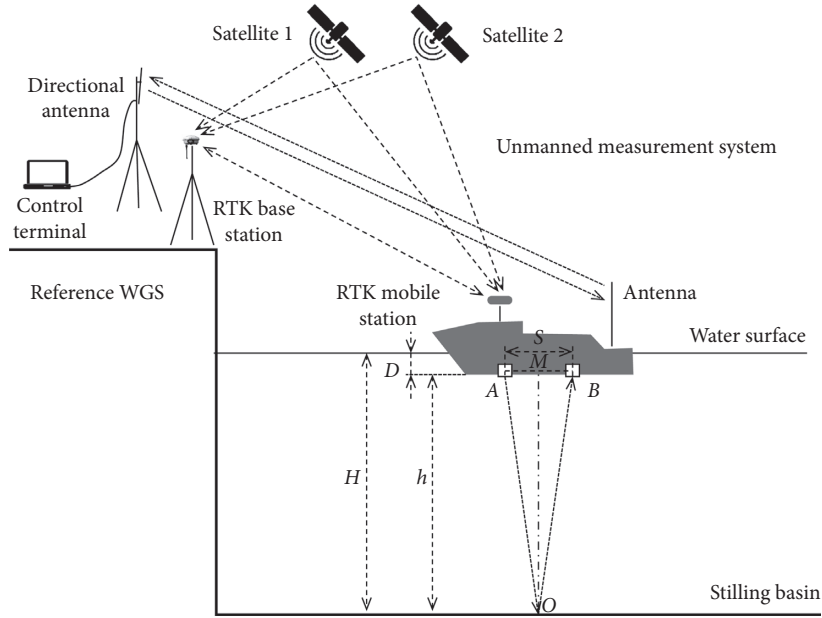 Satellite 1
Satellite 2
Directional
antenna
Unmanned measurement system
Control
terminal
RTK base
station
Reference WGS
RTK mobile
station
Antenna
Water surface
S
M
D
A
B
H
h
Stilling basin
O